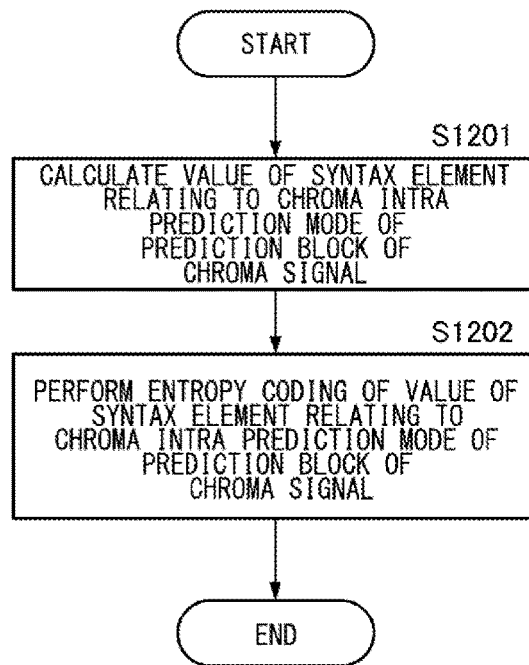 START
S1201
CALCULATE VALUE OF SYNTAX ELEMENT
RELATING TO CHROMA INTRA
PREDICTION MODE OF
PREDICTION BLOCK OF
CHROMA SIGNAL
S1202
PERFORM ENTROPY CODING OF VALUE OF
SYNTAX ELEMENT RELATING TO
CHROMA INTRA PREDICTION MODE OF
PREDICTION BLOCK OF
CHROMA SIGNAL
END